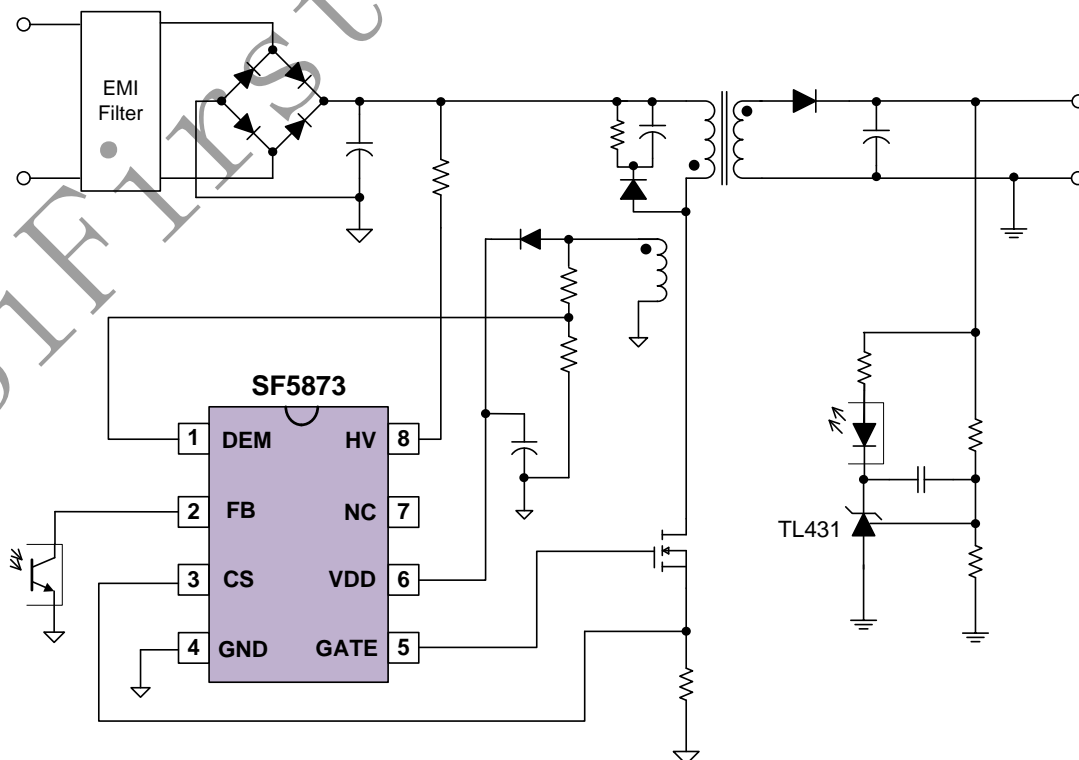 EMI
Filter
SF5873
1 DEM HV 8
2 FB NC 7
3 CS VDD 6
4 GND GATE 5
TL431